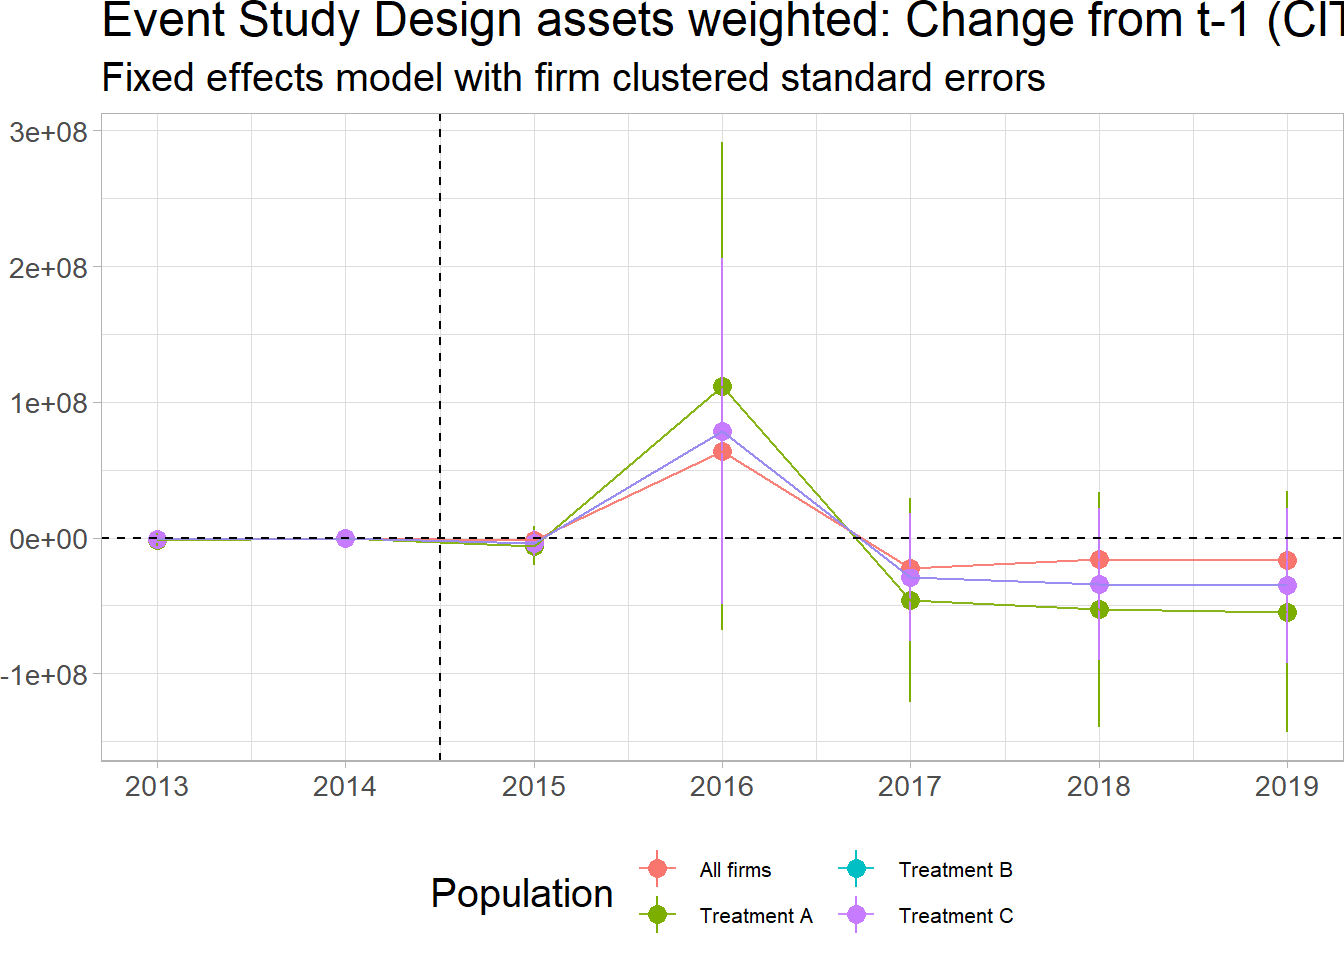 Event Study Design assets weighted: Change from t-1 (CIT
Fixed effects model with firm clustered standard errors
3e+08
2e+08
1e+08
0e+00
-1e+08
2013 2014 2015 2016 2017 2018 2019
Population
All firms
Treatment A
Treatment B
Treatment C